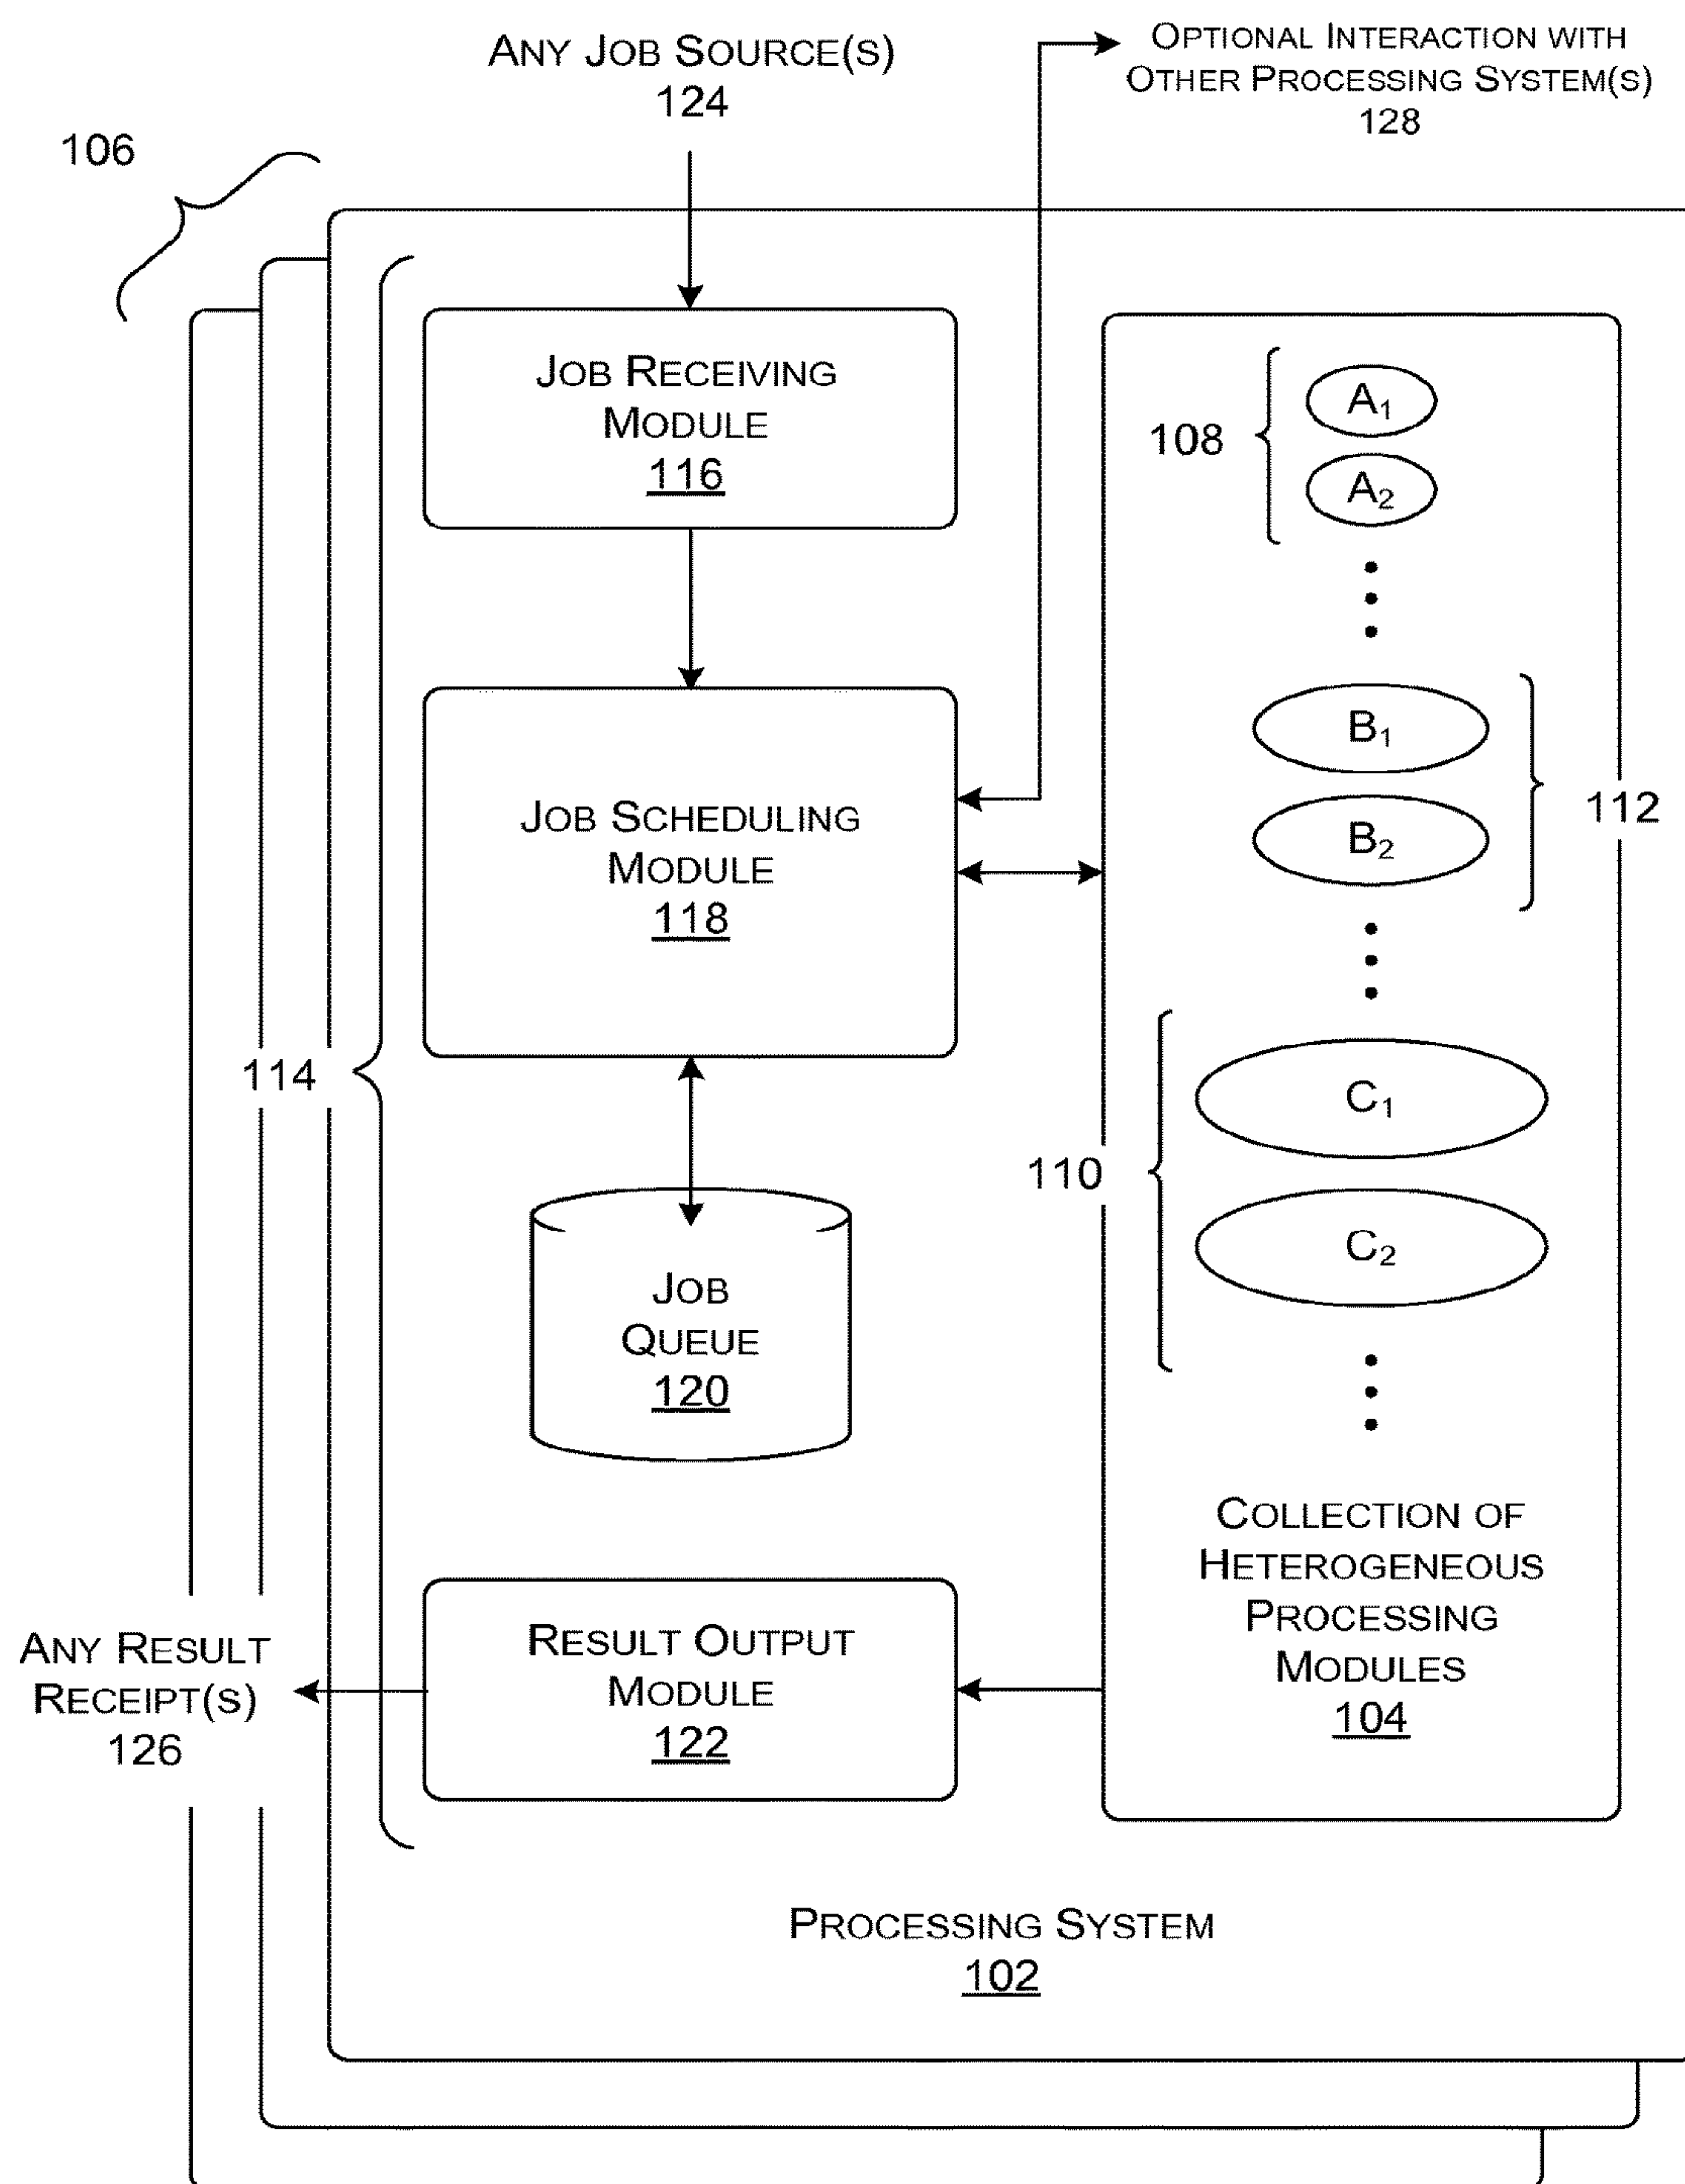 ANY JOB SOURCE(S)
124
OPTIONAL INTERACTION WITH
OTHER PROCESSING SYSTEM(S)
128
106
JOB RECEIVING
MODULE
116
108
A1
A2
B1
B2
112
JOB SCHEDULING
MODULE
118
114
110
C1
C2
JOB
QUEUE
120
COLLECTION OF
HETEROGENEOUS
PROCESSING
MODULES
104
RESULT OUTPUT
MODULE
122
ANY RESULT
RECEIPT(S)
126
PROCESSING SYSTEM
102